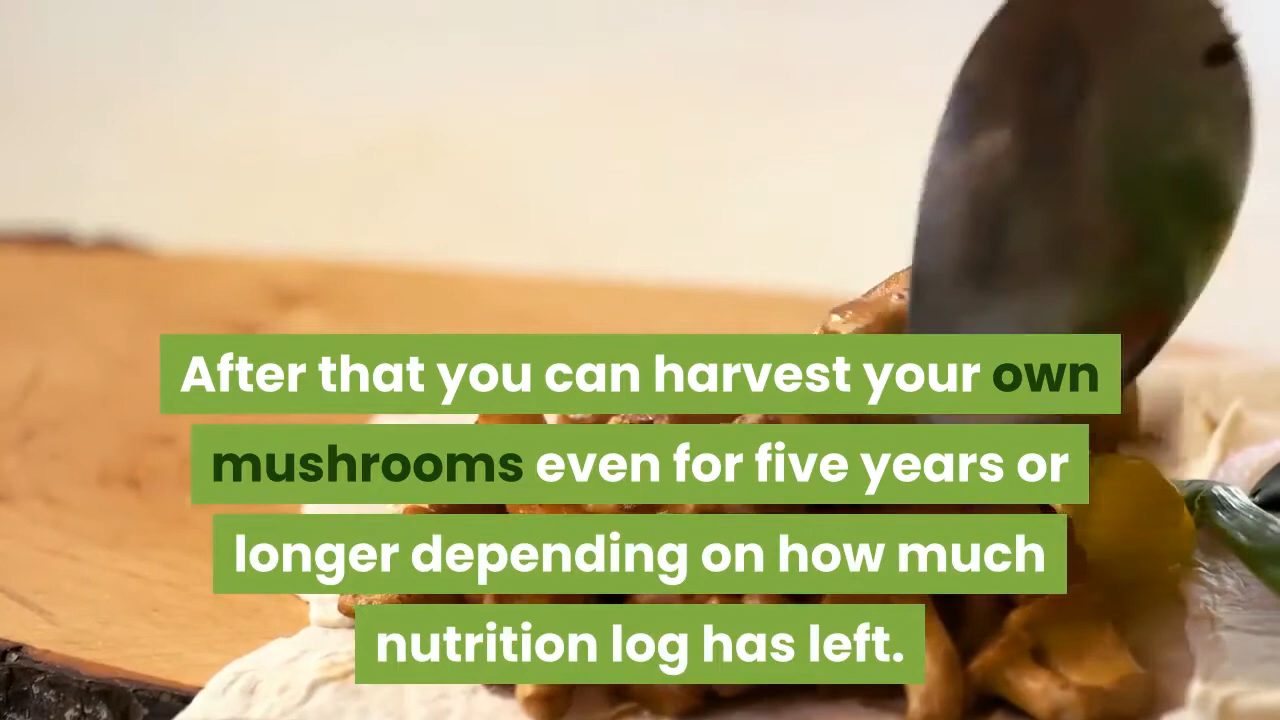 After that you can harvest your own
mushrooms even for five years or
longer depending on how much
nutrition log has left.